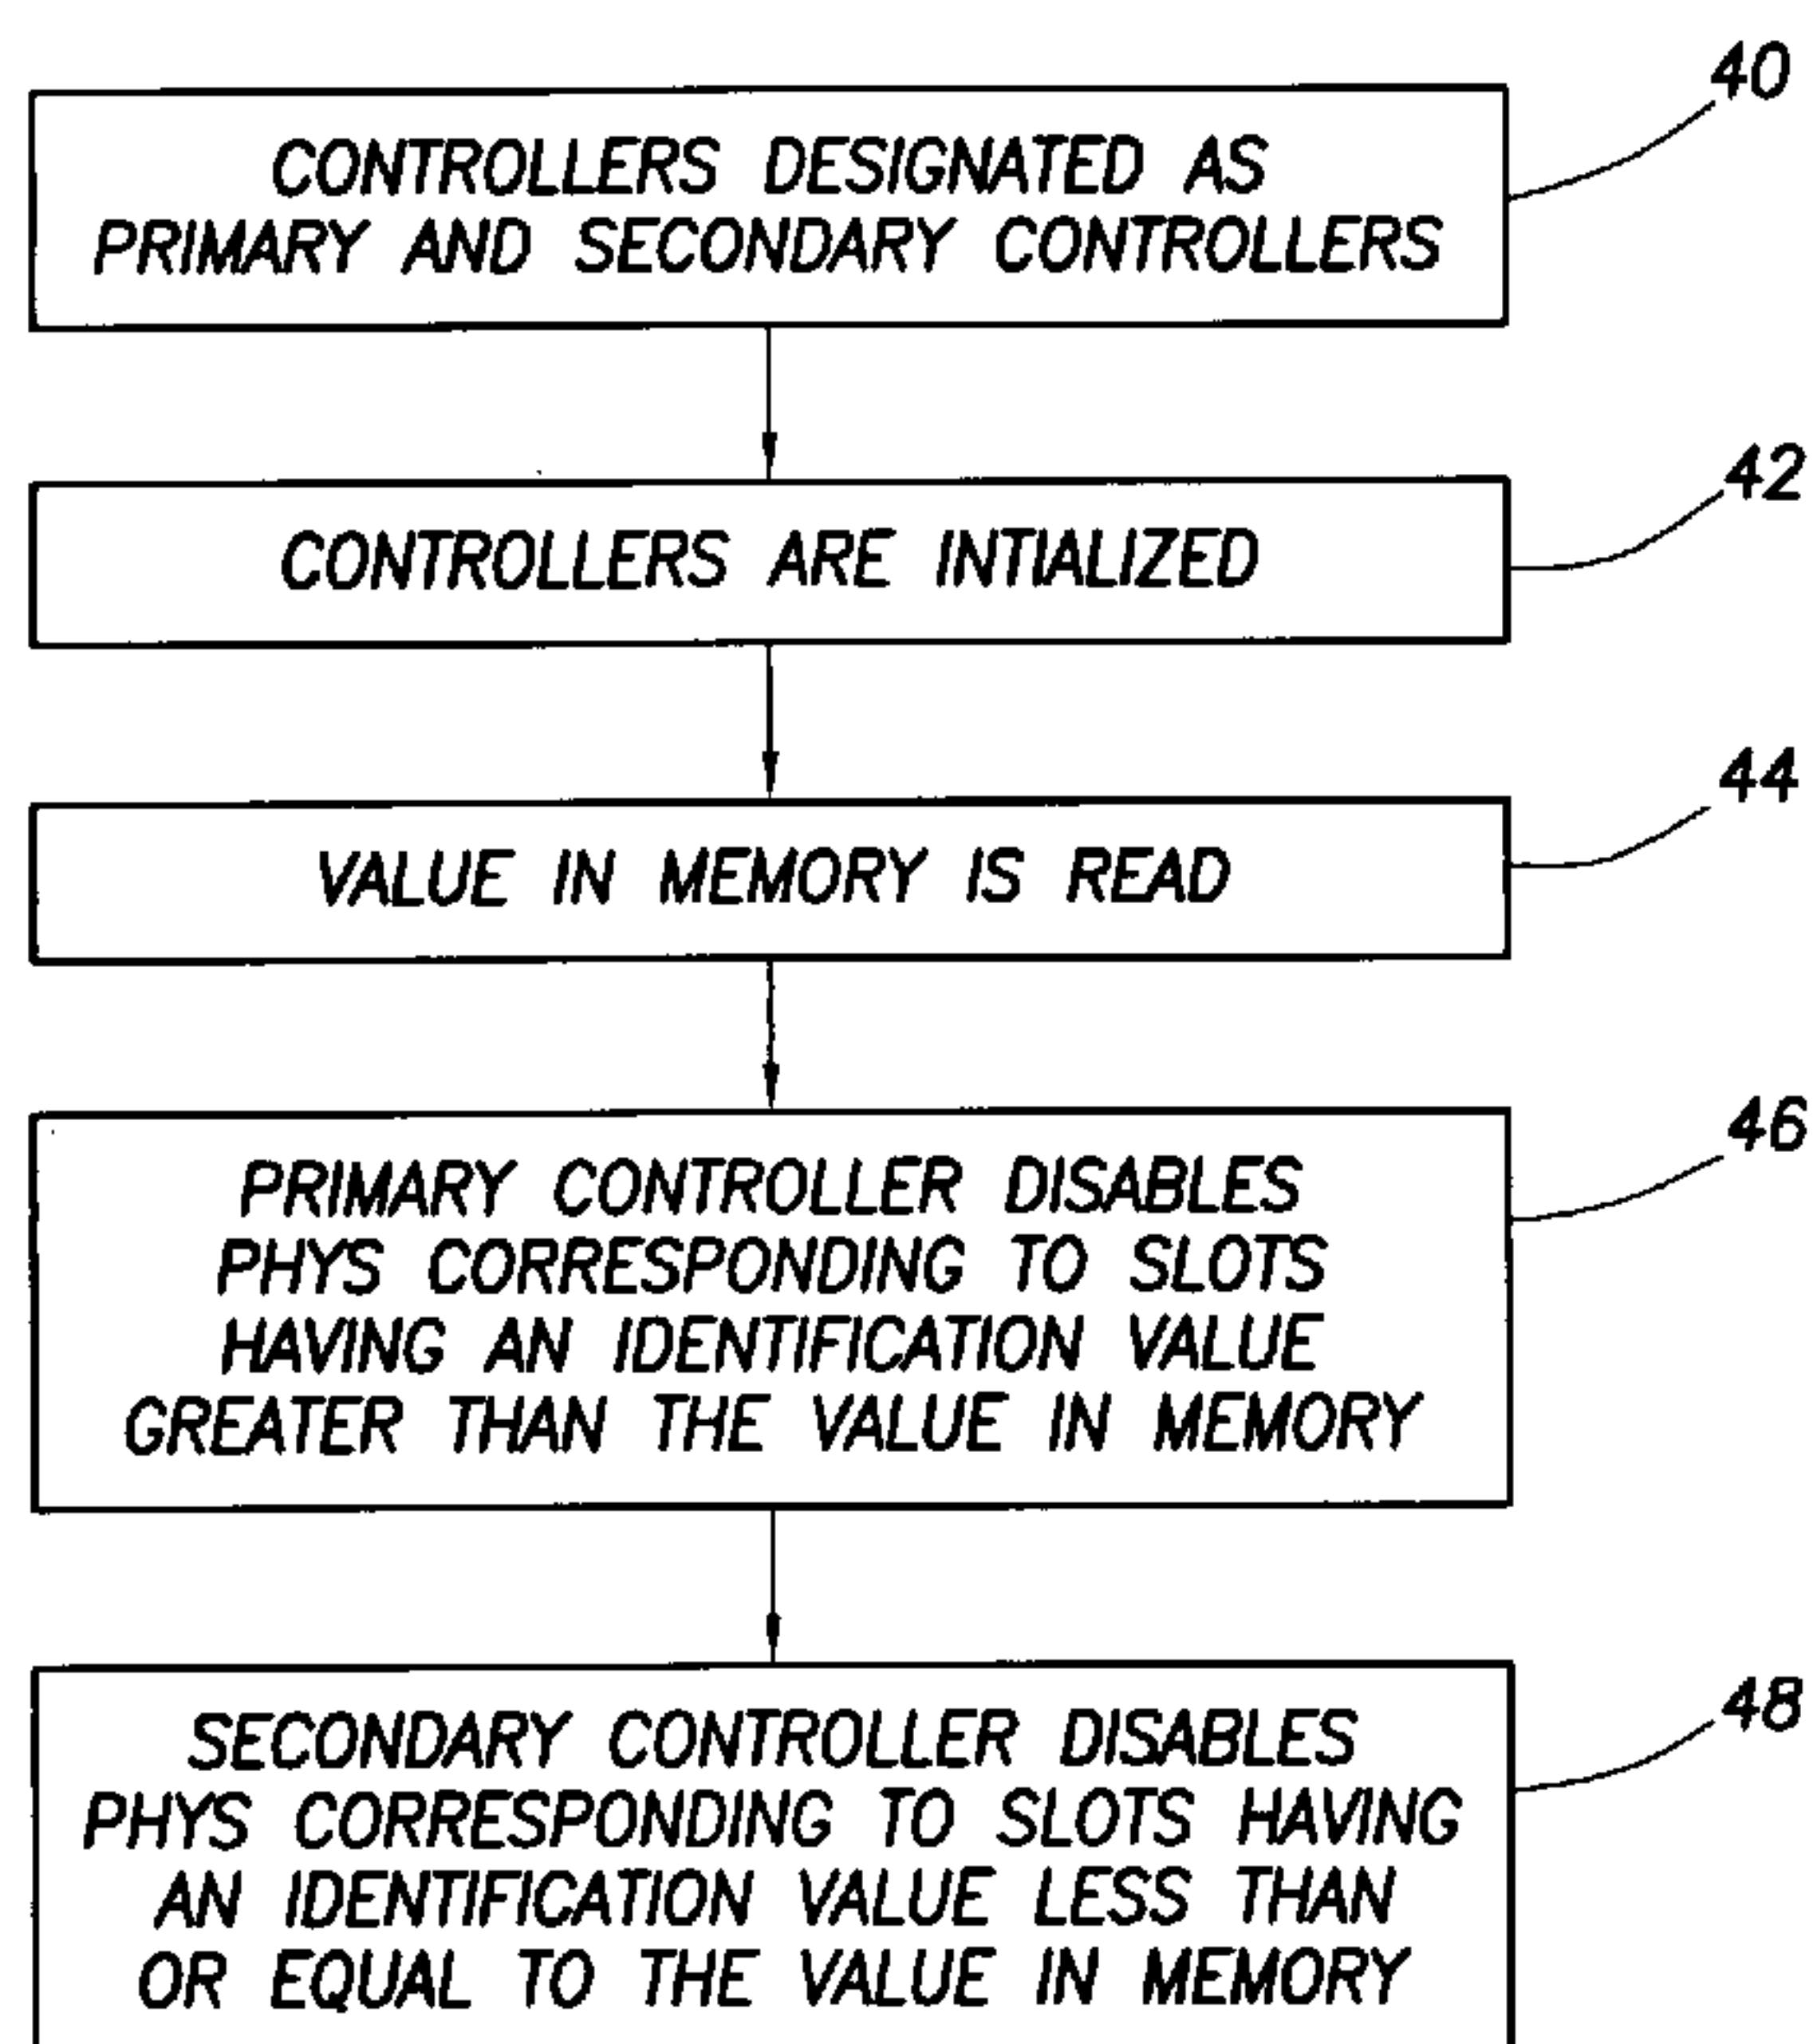 40
CONTROLLERS DESIGNATED AS
PRIMARY AND SECONDARY CONTROLLERS
42
CONTROLLERS ARE INTIALIZED
44
VALUE IN MEMORY IS READ
46
PRIMARY CONTROLLER DISABLES
PHYS CORRESPONDING TO SLOTS
HAVING AN IDENTIFICATION VALUE
GREATER THAN THE VALUE IN MEMORY
48
SECONDARY CONTROLLER DISABLES
PHYS CORRESPONDING TO SLOTS HAVING
AN IDENTIFICATION VALUE LESS THAN
OR EQUAL TO THE VALUE IN MEMORY